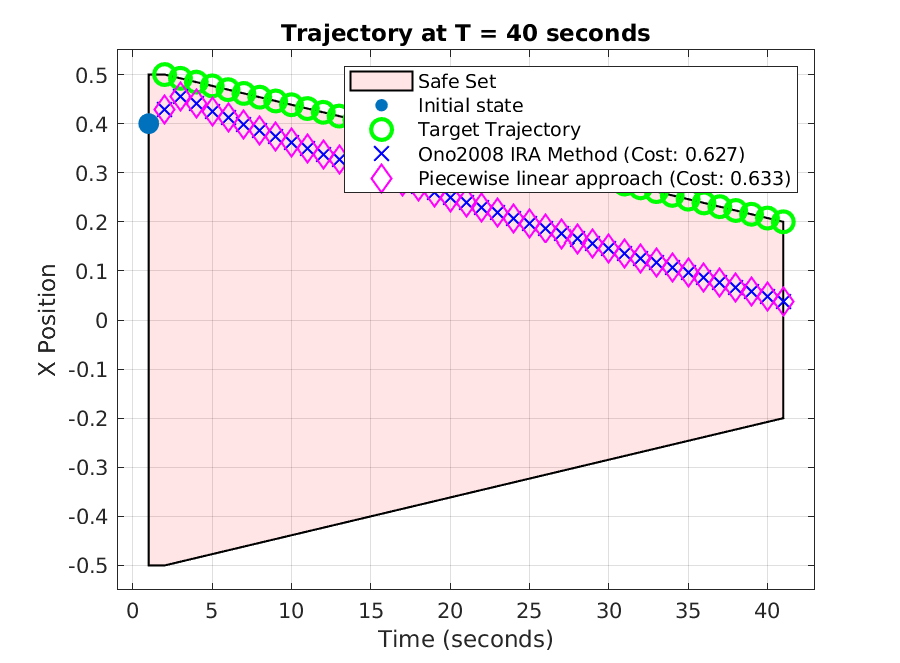 Trajectory at T = 40 seconds
Safe Set
Initial state
Target Trajectory
Ono2008 IRA Method (Cost: 0.627)
Piecewise linear approach (Cost: 0.633)
X Position
0.5
0.4
0.3
0.2
0.1
0
-0.1
-0.2
-0.3
-0.4
-0.5
0 5 10 15 20 25 30 35 40
Time (seconds)